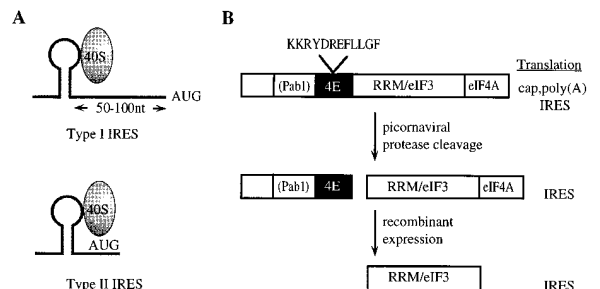 A
40S
50-100nt
AUG
Type I IRES
40S
AUG
Type II IRES
B
KKRYDREFLLGF
Translation
(Pab1) 4E RRM/eIF3 eIF4A
cap,poly(A)
IRES
picornaviral
protease cleavage
(Pab1) 4E RRM/eIF3 eIF4A IRES
recombinant
expression
RRM/eIF3 IRES